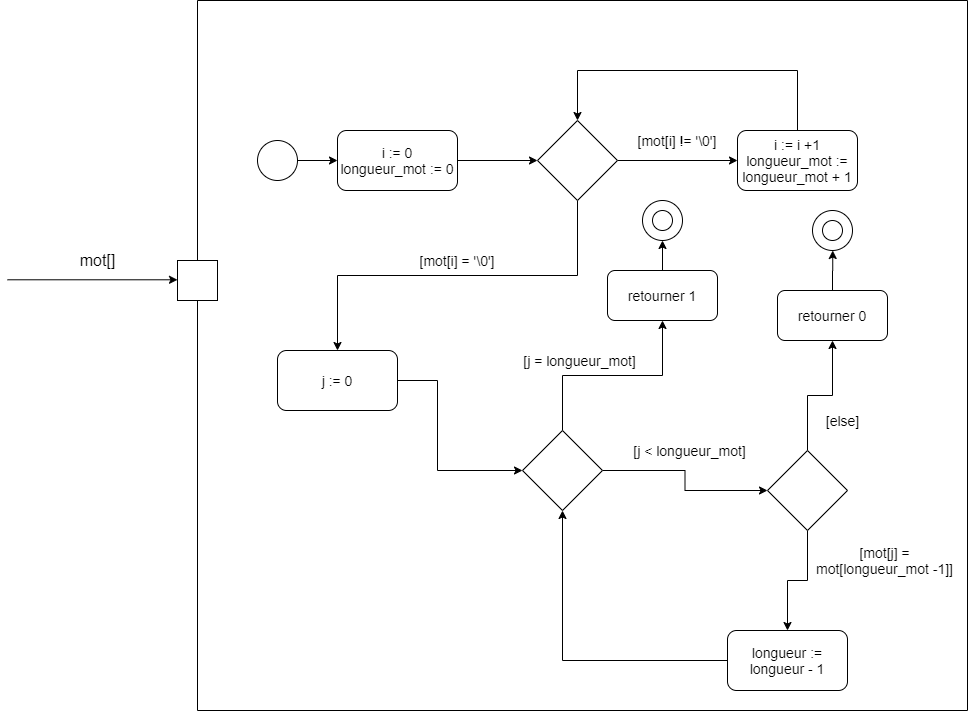 i := 0
longueur_mot := 0
[mot[i] != '\0']
i := i +1
longueur_mot :=
longueur_mot + 1
mot[]
[mot[i] = '\0']
retourner 1
retourner 0
j := 0
[j = longueur_mot]
[else]
[j < longueur_mot]
[mot[j] =
mot[longueur_mot -1]]
longueur :=
longueur - 1